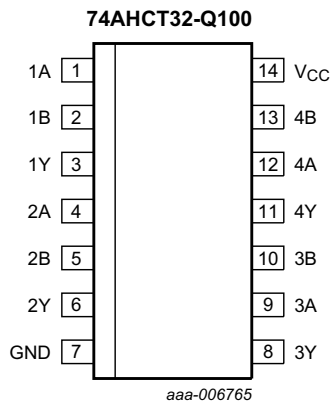 74AHCT32-Q100
1A 1 14 VCC
1B 2 13 4B
1Y 3 12 4A
2A 4 11 4Y
2B 5 10 3B
2Y 6 9 3A
GND 7 8 3Y
aaa-006765